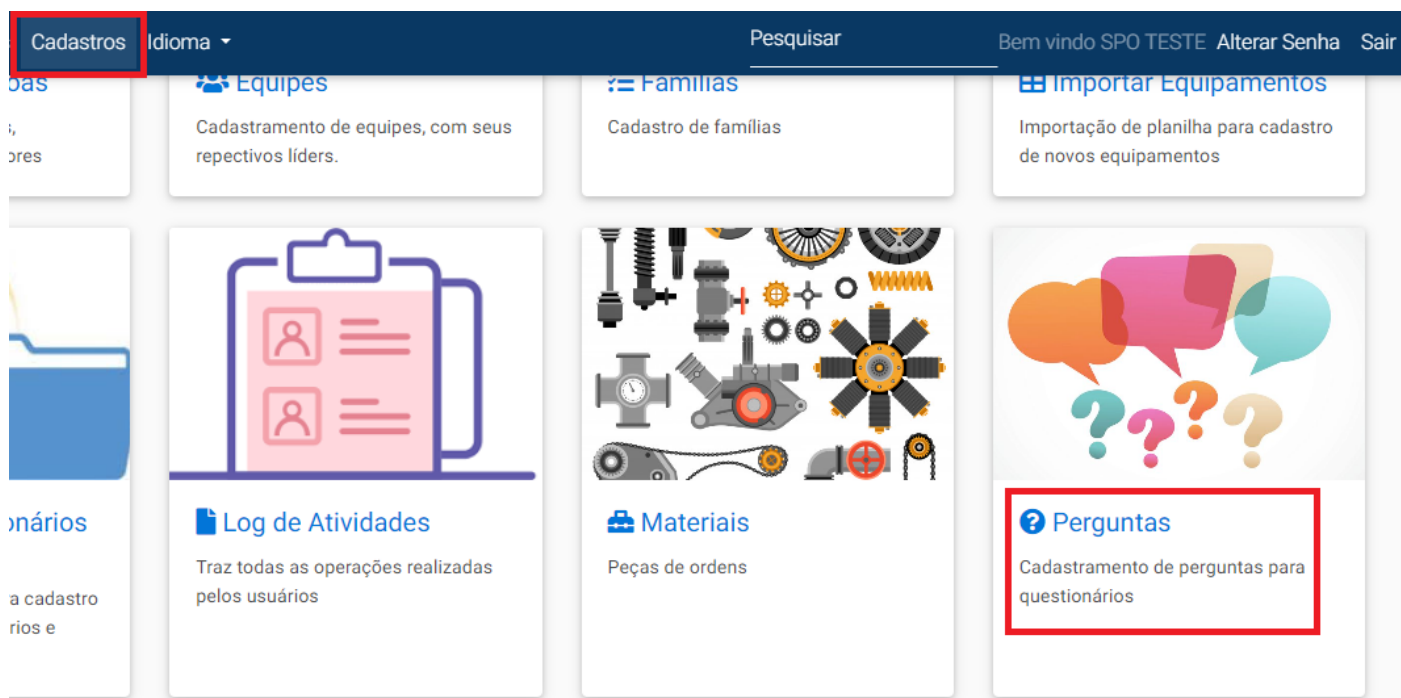 Cadastros Idioma Pesquisar Bem vindo SPO TESTE Alterar Senha Sair
Equipes
Cadastramento de equipes, com seus
repectivos líders.
Famílias
Cadastro de famílias
Importar Equipamentos
Importação de planilha para cadastro
de novos equipamentos
Log de Atividades
Traz todas as operações realizadas
pelos usuários
Materiais
Peças de ordens
Perguntas
Cadastramento de perguntas para
questionários
cadastro
e